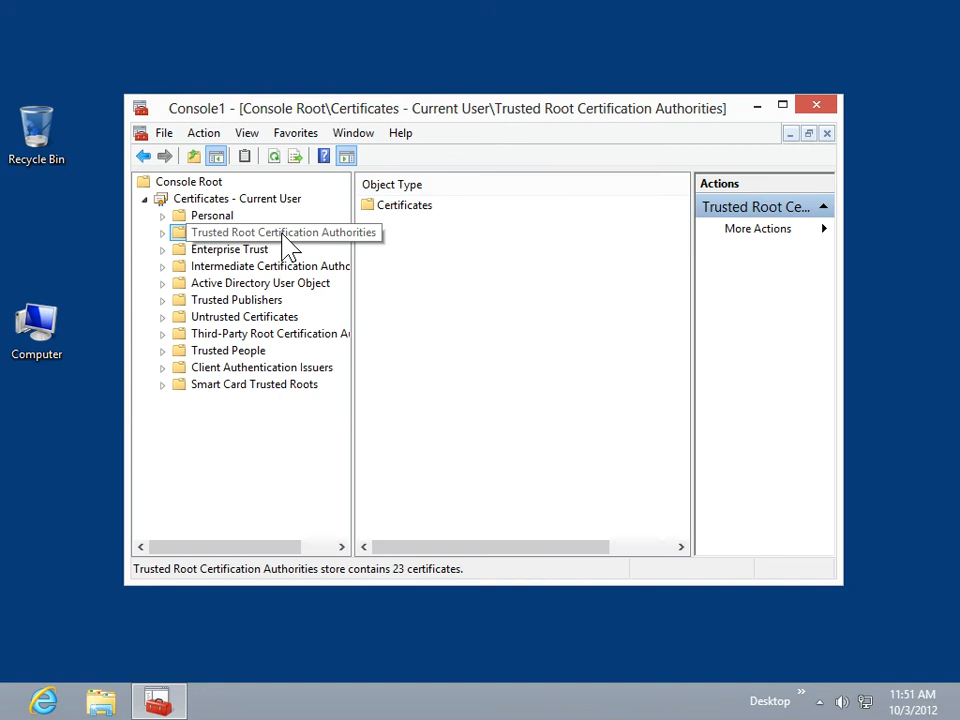 Recycle Bin
Computer
Console1 - [Console Root\Certificates - Current User\Trusted Root Certification Authorities]
File Action View Favorites Window Help
Console Root
Certificates - Current User
Personal
Trusted Root Certification Authorities
Enterprise Trust
Intermediate Certification Autho
Active Directory User Object
Trusted Publishers
Untrusted Certificates
Third-Party Root Certification Au
Trusted People
Client Authentication Issuers
Smart Card Trusted Roots
Object Type
Certificates
Actions
Trusted Root Ce...
More Actions
Trusted Root Certification Authorities store contains 23 certificates.
Desktop
11:51 AM
10/3/2012